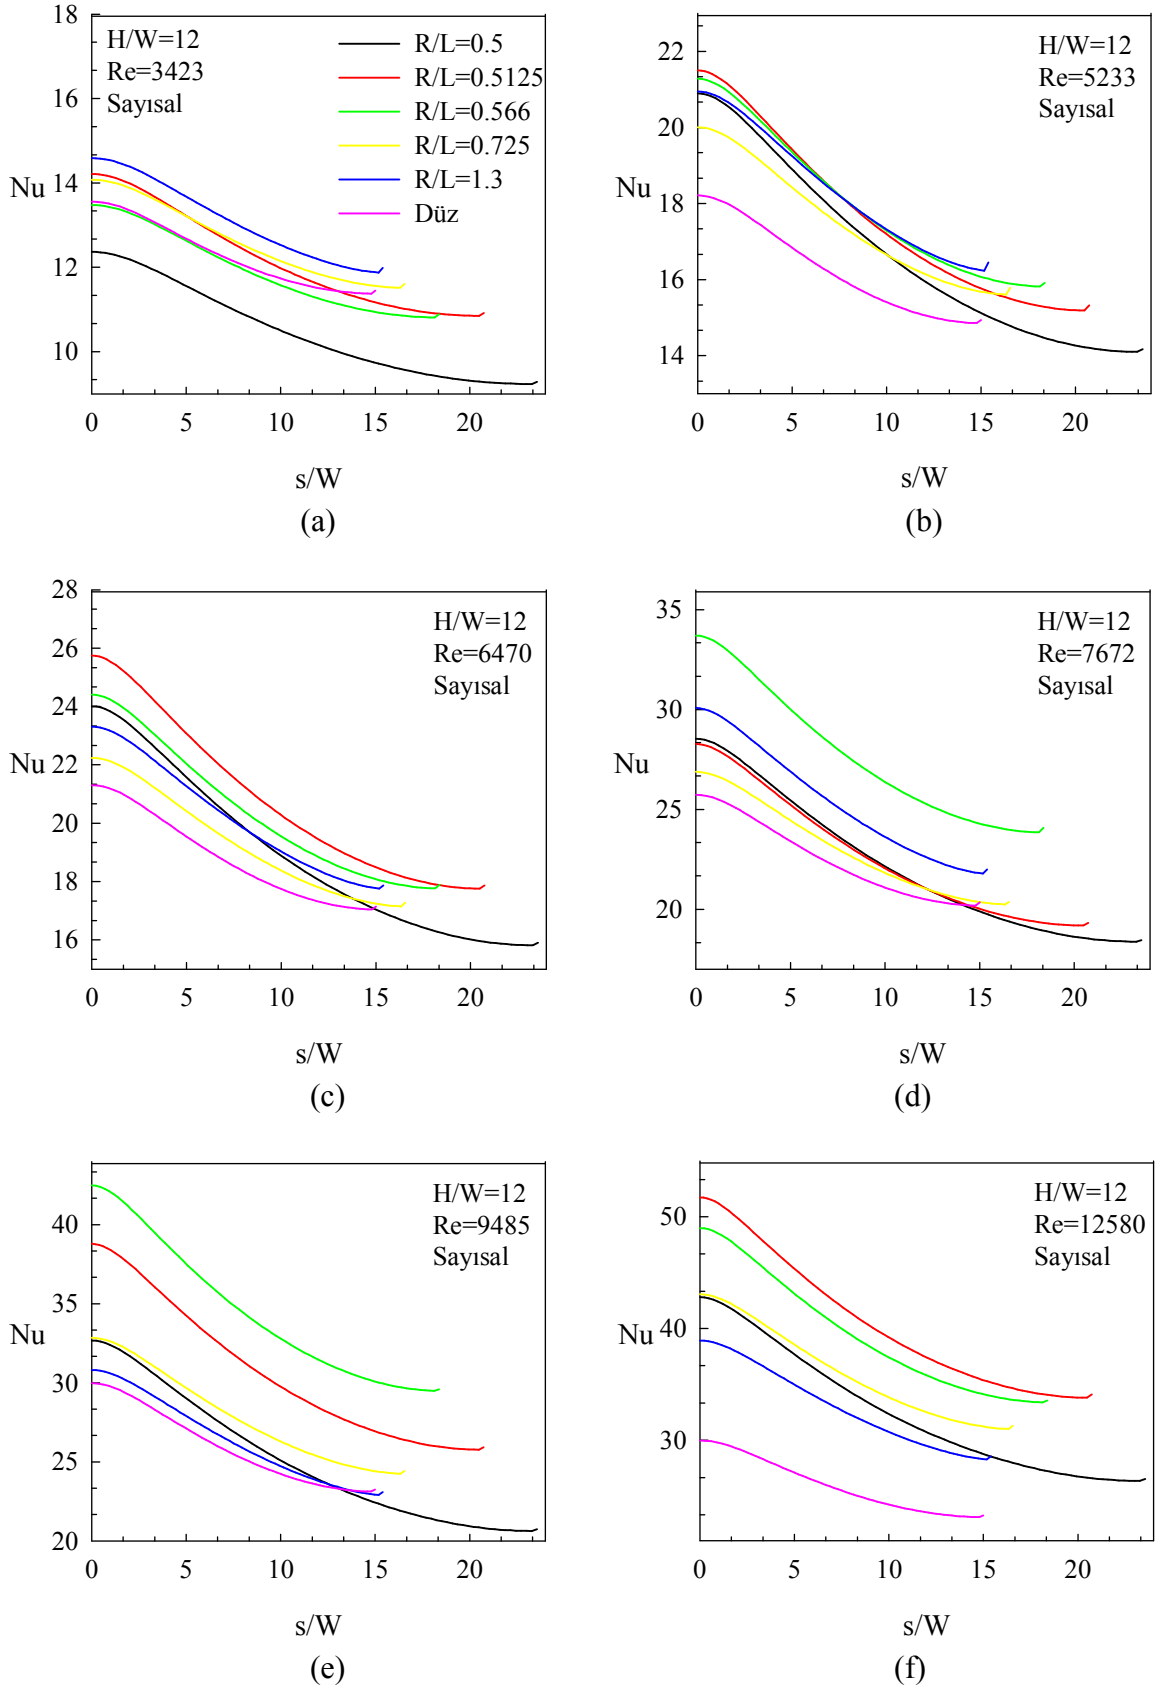 18
16
14
12
10
Nu
H/W=12
Re=3423
Sayısal
R/L=0.5
R/L=0.5125
R/L=0.566
R/L=0.725
R/L=1.3
Düz
0 5 10 15 20
s/W
(a)
22
20
18
16
14
Nu
H/W=12
Re=5233
Sayısal
0 5 10 15 20
s/W
(b)
28
26
24
22
20
18
16
Nu
H/W=12
Re=6470
Sayısal
0 5 10 15 20
s/W
(c)
35
30
25
20
Nu
H/W=12
Re=7672
Sayısal
0 5 10 15 20
s/W
(d)
40
35
30
25
20
Nu
H/W=12
Re=9485
Sayısal
0 5 10 15 20
s/W
(e)
50
40
30
Nu
H/W=12
Re=12580
Sayısal
0 5 10 15 20
s/W
(f)